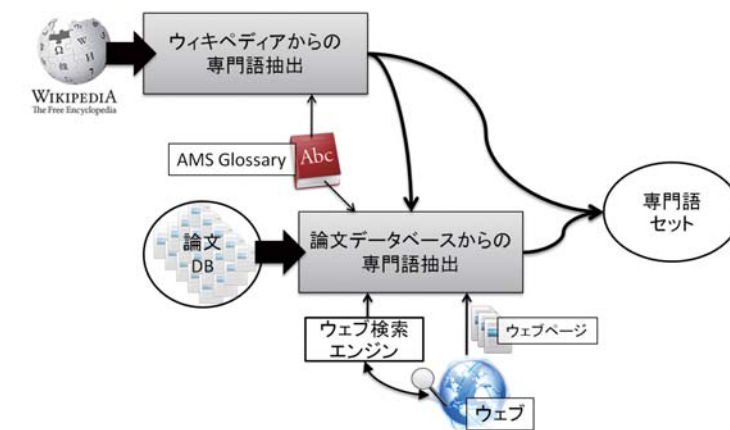 ウィキペディアからの
専門語抽出
WIKIPEDIA
The Free Encyclopedia
AMS Glossary
Abc
論文
DB
論文データベースからの
専門語抽出
専門語
セット
ウェブ検索
エンジン
ウェブページ
ウェブ